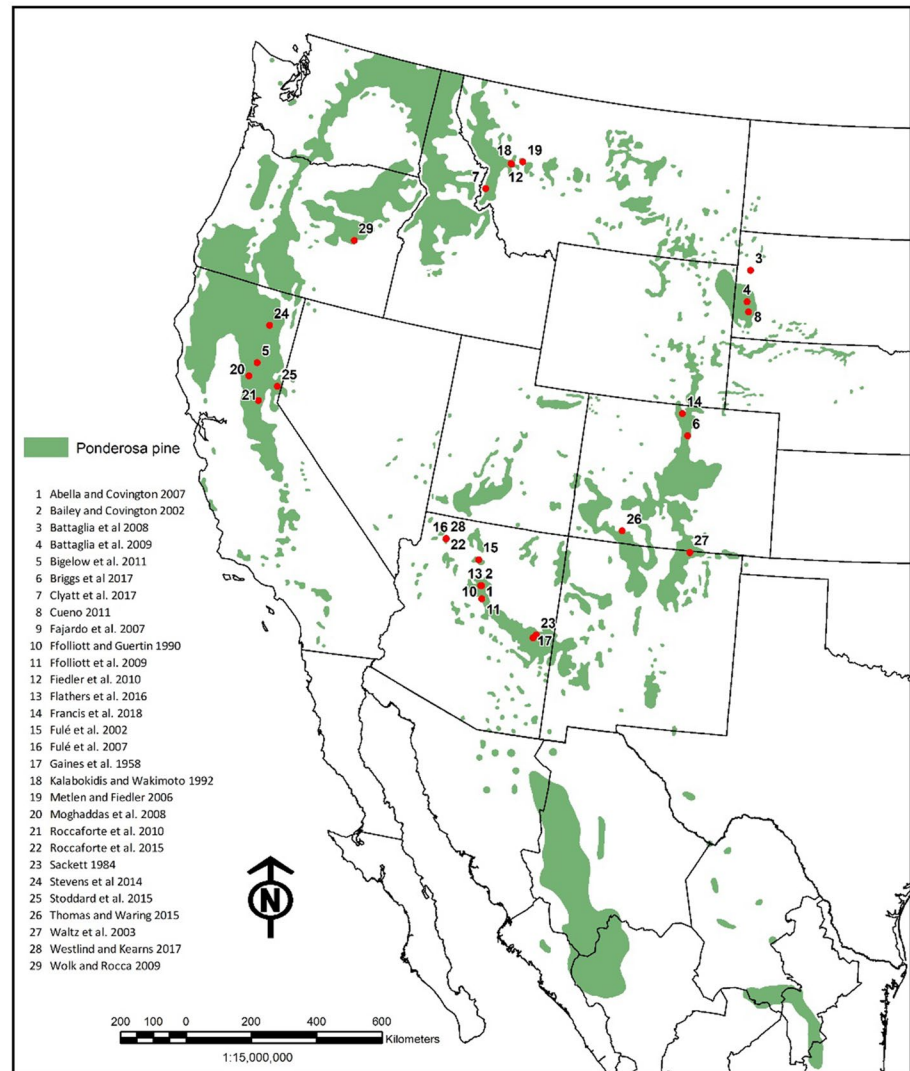 18
19
7
12
29
3
4
8
24
5
20
25
21
14
6
26
27
16 28
22
15
13 2
10 1
11
23
17
Ponderosa pine
1 Abella and Covington 2007
2 Bailey and Covington 2002
3 Battaglia et al 2008
4 Battaglia et al. 2009
5 Bigelow et al. 2011
6 Briggs et al 2017
7 Clyatt et al. 2017
8 Cueno 2011
9 Fajardo et al. 2007
10 Ffolliott and Guertin 1990
11 Ffolliott et al. 2009
12 Fiedler et al. 2010
13 Flathers et al. 2016
14 Francis et al. 2018
15 Fulé et al. 2002
16 Fulé et al. 2007
17 Gaines et al. 1958
18 Kalabokidis and Wakimoto 1992
19 Metlen and Fiedler 2006
20 Moghaddas et al. 2008
21 Roccaforte et al. 2010
22 Roccaforte et al. 2015
23 Sackett 1984
24 Stevens et al 2014
25 Stoddard et al. 2015
26 Thomas and Waring 2015
27 Waltz et al. 2003
28 Westlind and Kearns 2017
29 Wolk and Rocca 2009
N
200 100 0 200 400 600
Kilometers
1:15,000,000